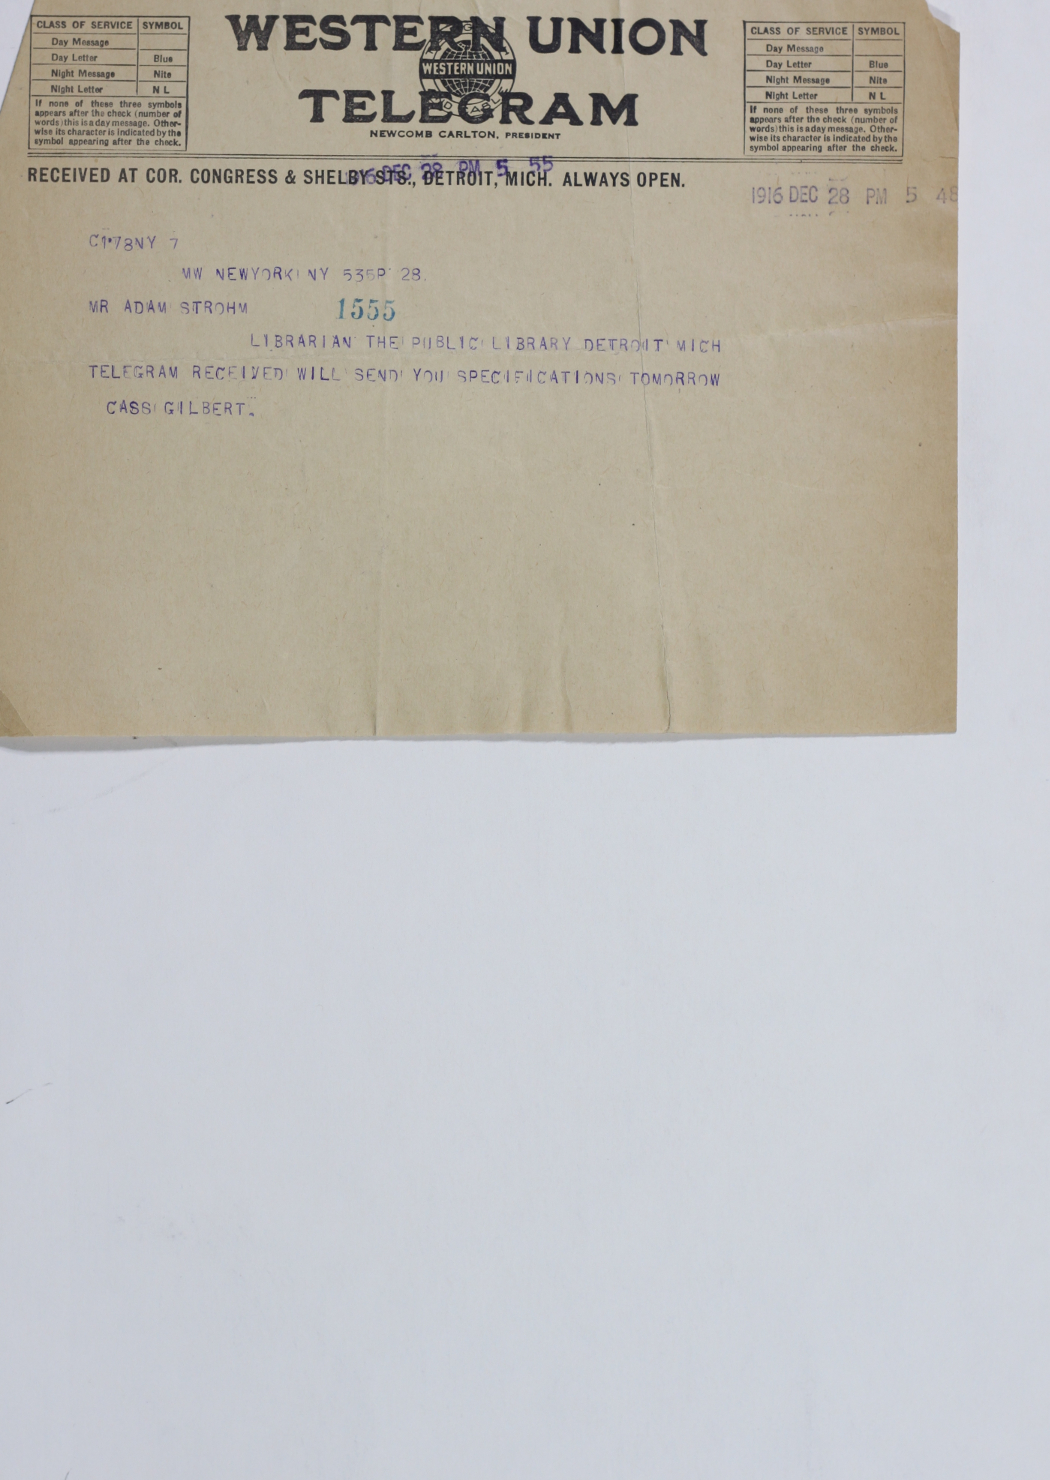 CLASS OF SERVICE SYMBOL
Day Message
Day Letter Blue
Night Message Nite
Night Letter N L
If none of these three symbols
appears after the check (number of
words) this is a day message. Other-
wise its character is indicated by the
symbol appearing after the check.
WESTERN UNION
WESTERN UNION
TELEGRAM
NEWCOMB CARLTON, PRESIDENT
CLASS OF SERVICE SYMBOL
Day Message
Day Letter Blue
Night Message Nite
Night Letter N L
If none of these three symbols
appears after the check (number of
words) this is a day message. Other-
wise its character is indicated by the
symbol appearing after the check.
DEC 28 PM 5 55
RECEIVED AT COR. CONGRESS & SHELBY STS., DETROIT, MICH. ALWAYS OPEN.
1916 DEC 28 PM 5 48
78NY 7
MW NEWYORK NY 535P 28
MR ADAM STROHM 1555
LIBRARIAN THE PUBLIC LIBRARY DETROIT MICH
TELEGRAM RECEIVED WILL SEND YOU SPECIFICATIONS TOMORROW
CASS GILBERT.